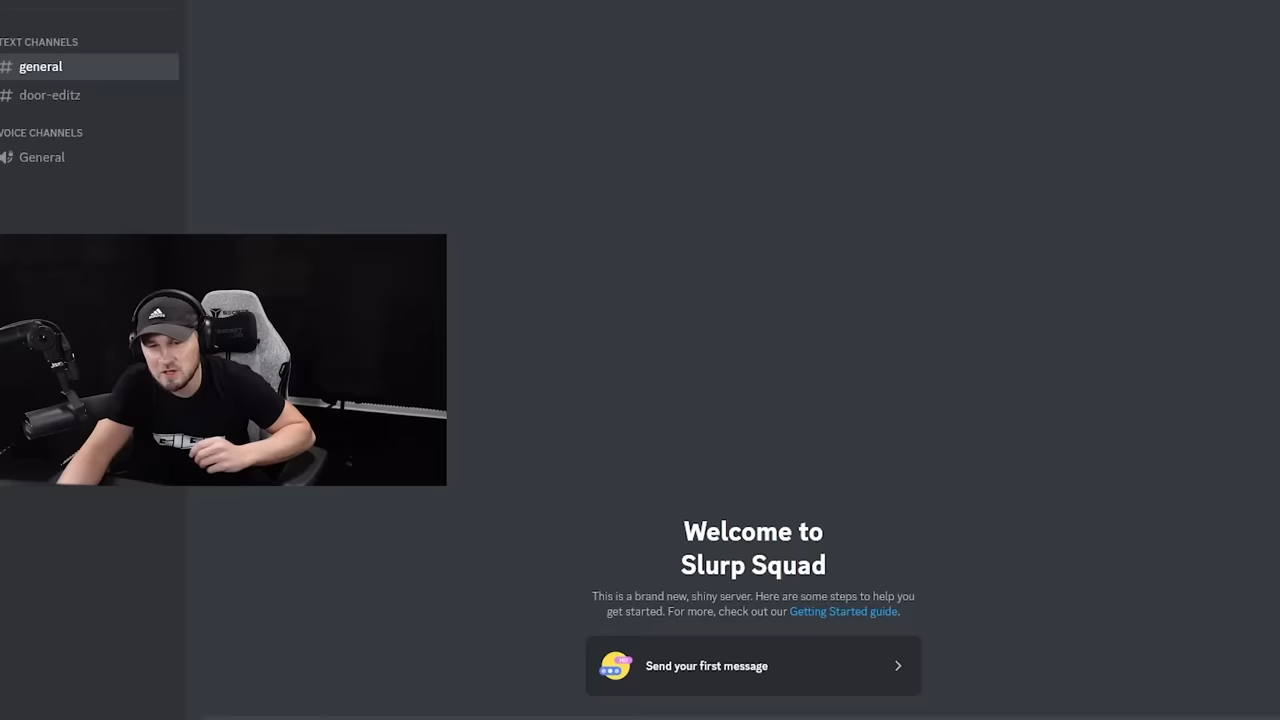 TEXT CHANNELS
# general
# door-editz
VOICE CHANNELS
General
Welcome to
Slurp Squad
This is a brand new, shiny server. Here are some steps to help you
get started. For more, check out our Getting Started guide.
Send your first message